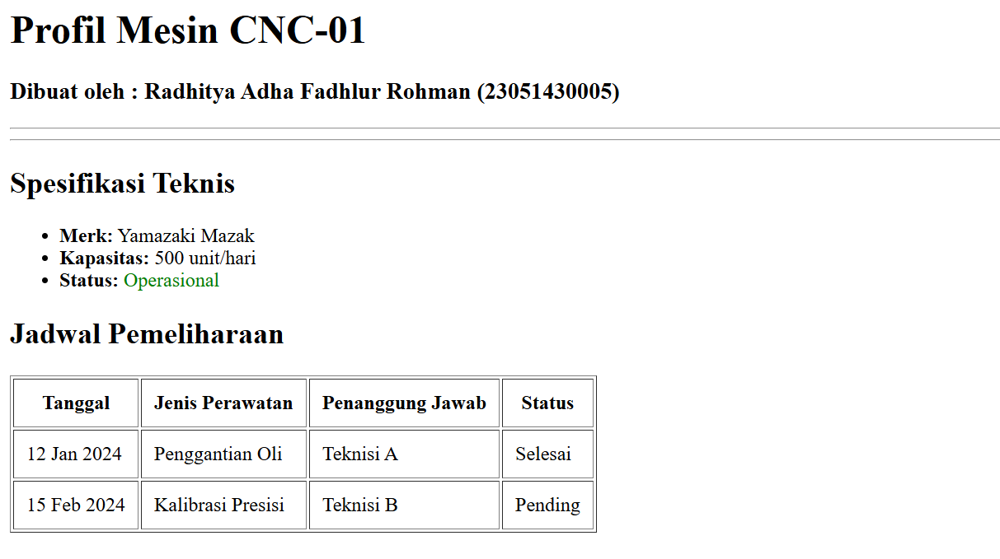 Profil Mesin CNC-01
Dibuat oleh : Radhitya Adha Fadhlur Rohman (23051430005)
Spesifikasi Teknis
• Merk: Yamazaki Mazak
• Kapasitas: 500 unit/hari
• Status: Operasional
Jadwal Pemeliharaan
Tanggal Jenis Perawatan Penanggung Jawab Status
12 Jan 2024 Penggantian Oli Teknisi A Selesai
15 Feb 2024 Kalibrasi Presisi Teknisi B Pending